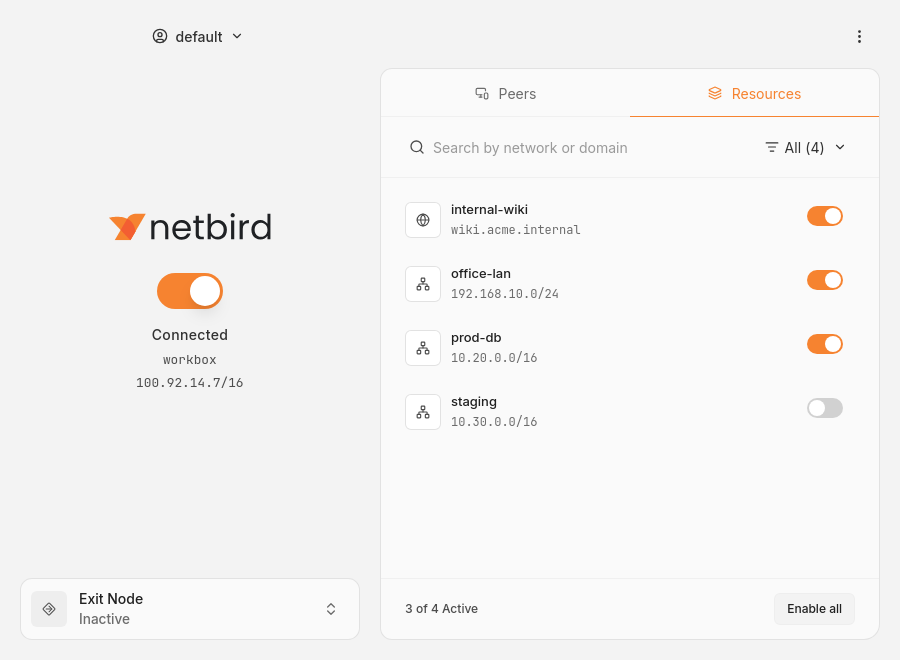 default
netbird
Connected
workbox
100.92.14.7/16
Exit Node
Inactive
Peers
Resources
Search by network or domain
All (4)
internal-wiki
wiki.acme.internal
office-lan
192.168.10.0/24
prod-db
10.20.0.0/16
staging
10.30.0.0/16
3 of 4 Active
Enable all